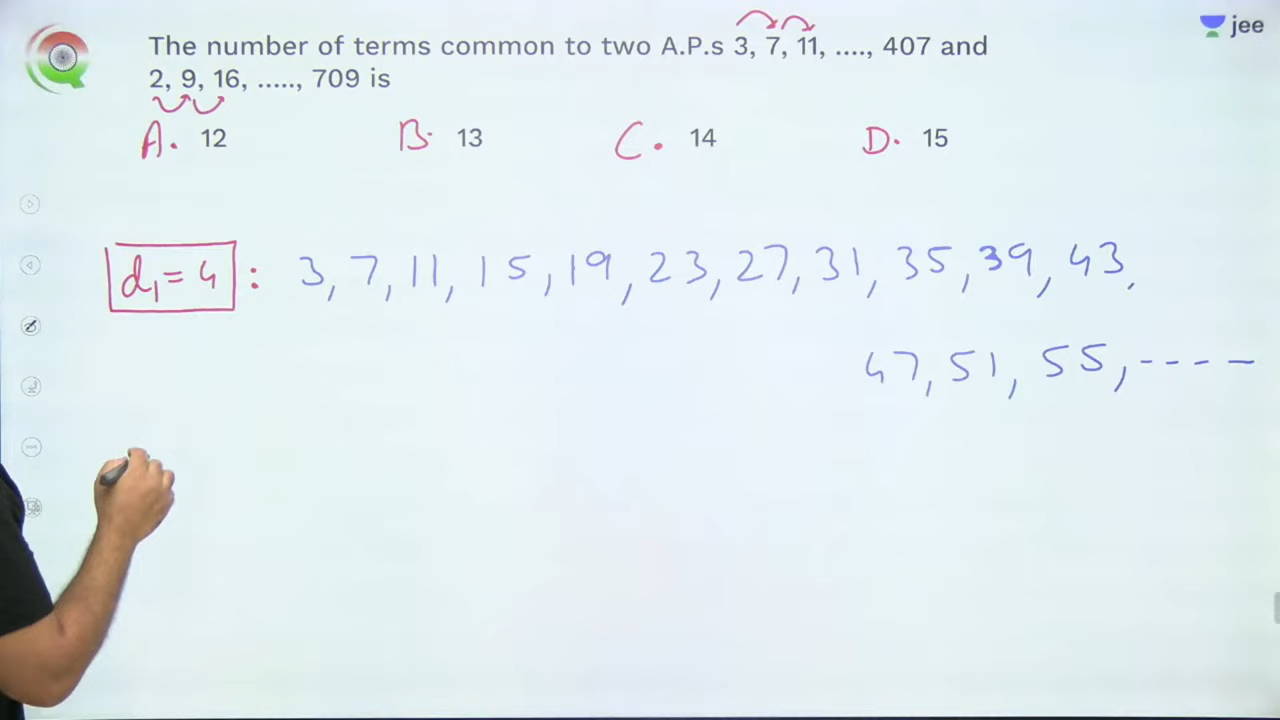 The number of terms common to two A.P.s 3, 7, 11, ...., 407 and
2, 9, 16, ....., 709 is
A. 12 B. 13 C. 14 D. 15
d₁ = 4 : 3, 7, 11, 15, 19, 23, 27, 31, 35, 39, 43,
47, 51, 55, ----
jee